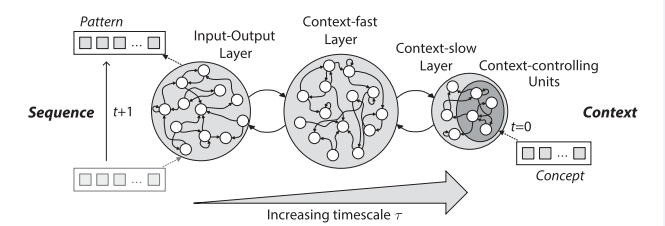 Pattern
...
Input-Output
Layer
Context-fast
Layer
Context-slow
Layer
Context-controlling
Units
Sequence
t+1
t=0
Context
...
...
Concept
Increasing timescale τ